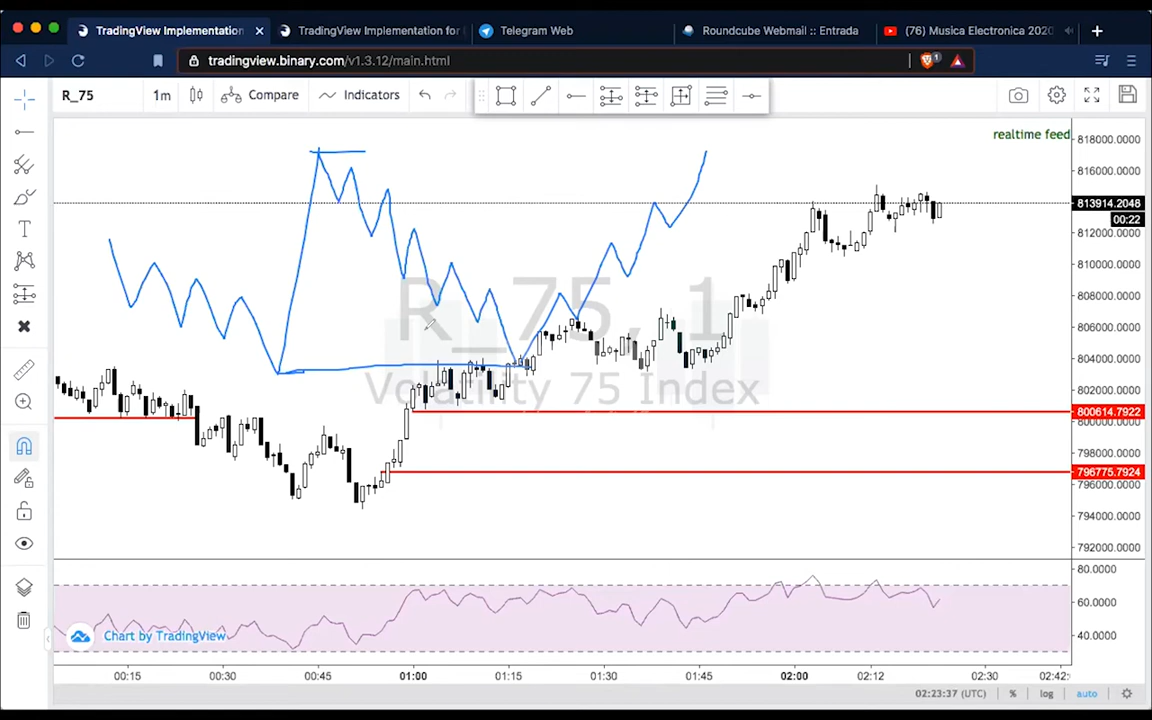 TradingView Implementation
TradingView Implementation for
Telegram Web
Roundcube Webmail :: Entrada
(76) Musica Electronica 2020
tradingview.binary.com/v1.3.12/main.html
1
R_75
1m
Compare
Indicators
realtime feed
818000.0000
816000.0000
813914.2048
00:22
812000.0000
810000.0000
808000.0000
806000.0000
804000.0000
802000.0000
800614.7922
800000.0000
798000.0000
796775.7924
796000.0000
794000.0000
792000.0000
R_75, 1
Volatility 75 Index
80.0000
60.0000
40.0000
Chart by TradingView
00:15
00:30
00:45
01:00
01:15
01:30
01:45
02:00
02:12
02:30
02:42:
02:23:37 (UTC)
%
log
auto